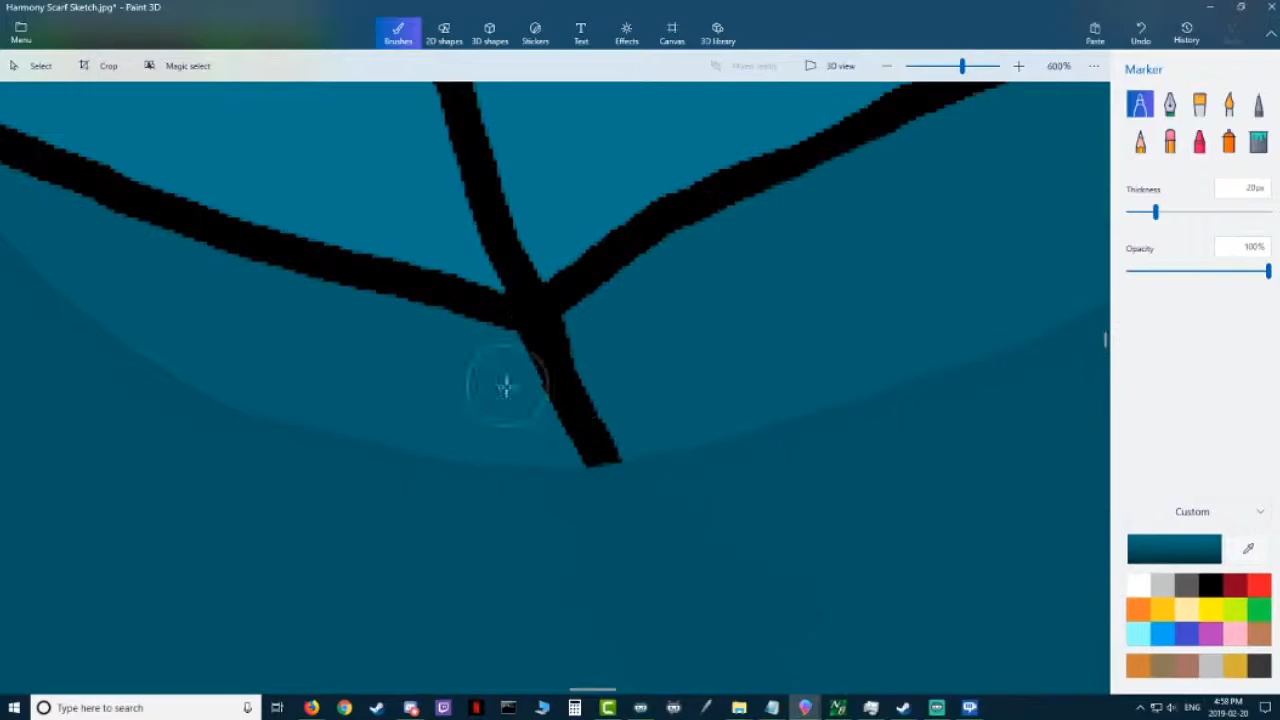 Harmony Scarf Sketch.jpg* - Paint 3D
Menu
Brushes
2D shapes
3D shapes
Stickers
Text
Effects
Canvas
3D library
Paste
Undo
History
Select
Crop
Magic select
3D view
600%
Marker
Thickness
20px
Opacity
100%
Custom
Type here to search
ENG
4:58 PM
2019-02-20